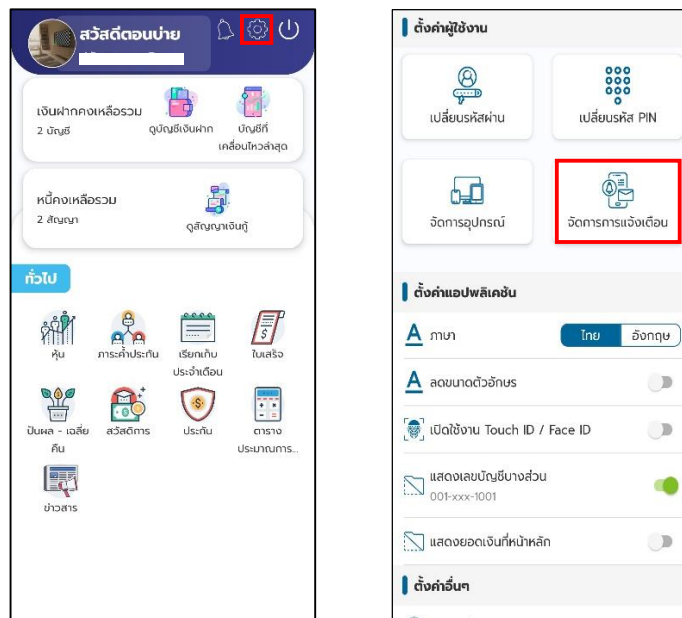 สวัสดีตอนบ่าย
เงินฝากคงเหลือรวม
2 บัญชี
ดูบัญชีเงินฝาก
บัญชีที่
เคลื่อนไหวล่าสุด
หนี้คงเหลือรวม
2 สัญญา
ดูสัญญาเงินกู้
ทั่วไป
หุ้น
ภาระค้ำประกัน
เรียกเก็บ
ประจำเดือน
ใบเสร็จ
ปันผล - เฉลี่ย
คืน
สวัสดิการ
ประกัน
ตาราง
ประมาณการ...
ข่าวสาร
ตั้งค่าผู้ใช้งาน
เปลี่ยนรหัสผ่าน
เปลี่ยนรหัส PIN
จัดการอุปกรณ์
จัดการการแจ้งเตือน
ตั้งค่าแอปพลิเคชัน
A ภาษา
ไทย
อังกฤษ
A ลดขนาดตัวอักษร
เปิดใช้งาน Touch ID / Face ID
แสดงเลขบัญชีบางส่วน
001-xxx-1001
แสดงยอดเงินที่หน้าหลัก
ตั้งค่าอื่นๆ